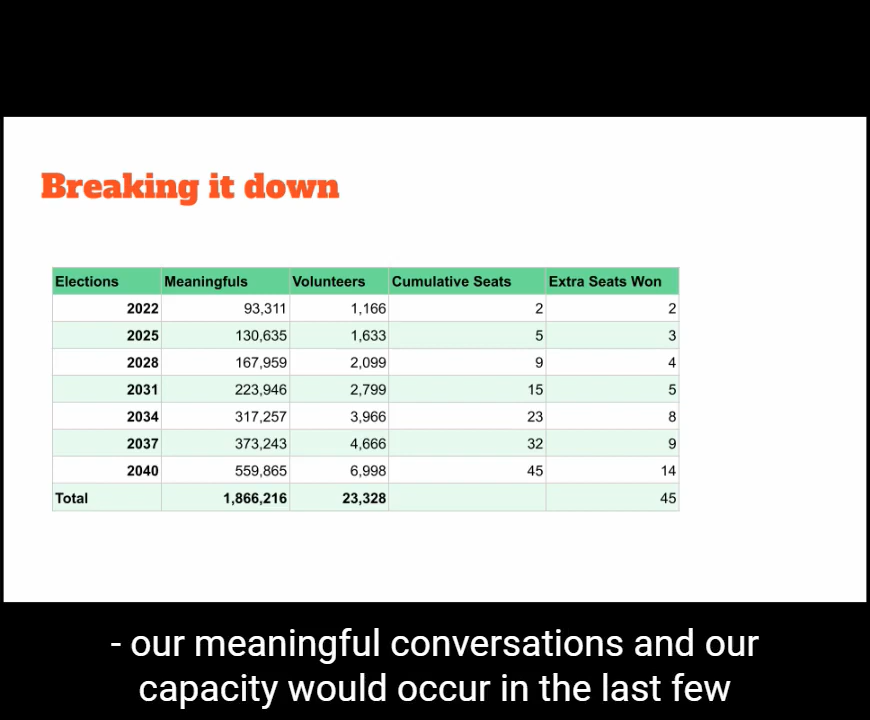 Breaking it down
Elections Meaningfuls Volunteers Cumulative Seats Extra Seats Won
2022 93,311 1,166 2 2
2025 130,635 1,633 5 3
2028 167,959 2,099 9 4
2031 223,946 2,799 15 5
2034 317,257 3,966 23 8
2037 373,243 4,666 32 9
2040 559,865 6,998 45 14
Total 1,866,216 23,328 45
- our meaningful conversations and our
capacity would occur in the last few